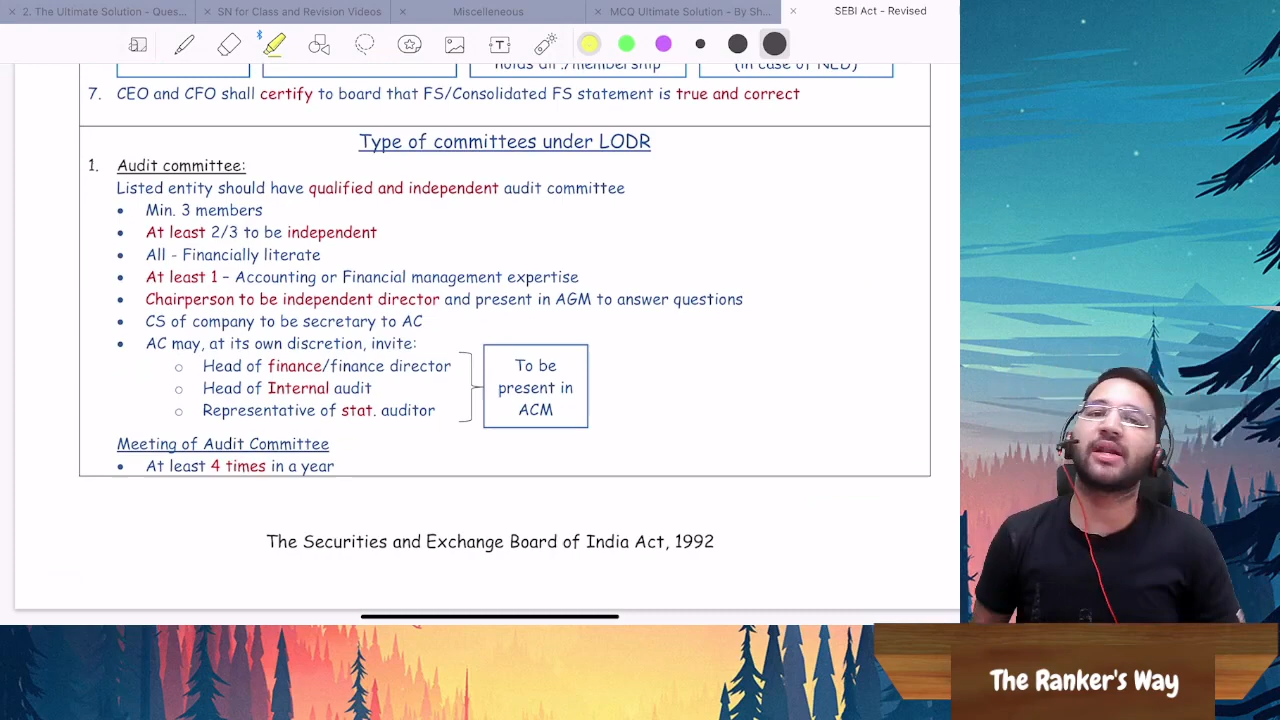 2. The Ultimate Solution - Ques...
SN for Class and Revision Videos
Miscelleneous
MCQ Ultimate Solution - By Sh...
SEBI Act - Revised
(in case of NED)
7. CEO and CFO shall certify to board that FS/Consolidated FS statement is true and correct
Type of committees under LODR
1. Audit committee:
Listed entity should have qualified and independent audit committee
• Min. 3 members
• At least 2/3 to be independent
• All - Financially literate
• At least 1 – Accounting or Financial management expertise
• Chairperson to be independent director and present in AGM to answer questions
• CS of company to be secretary to AC
• AC may, at its own discretion, invite:
○ Head of finance/finance director
○ Head of Internal audit
○ Representative of stat. auditor
To be
present in
ACM
Meeting of Audit Committee
• At least 4 times in a year
The Securities and Exchange Board of India Act, 1992
The Ranker's Way